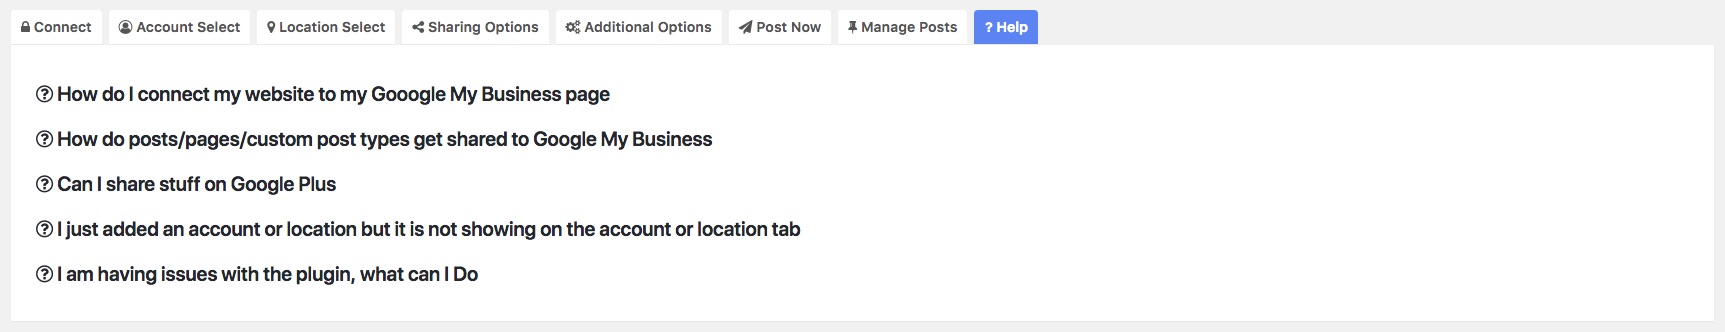 Connect Account Select Location Select Sharing Options Additional Options Post Now Manage Posts ? Help
How do I connect my website to my Gooogle My Business page
How do posts/pages/custom post types get shared to Google My Business
Can I share stuff on Google Plus
I just added an account or location but it is not showing on the account or location tab
I am having issues with the plugin, what can I Do